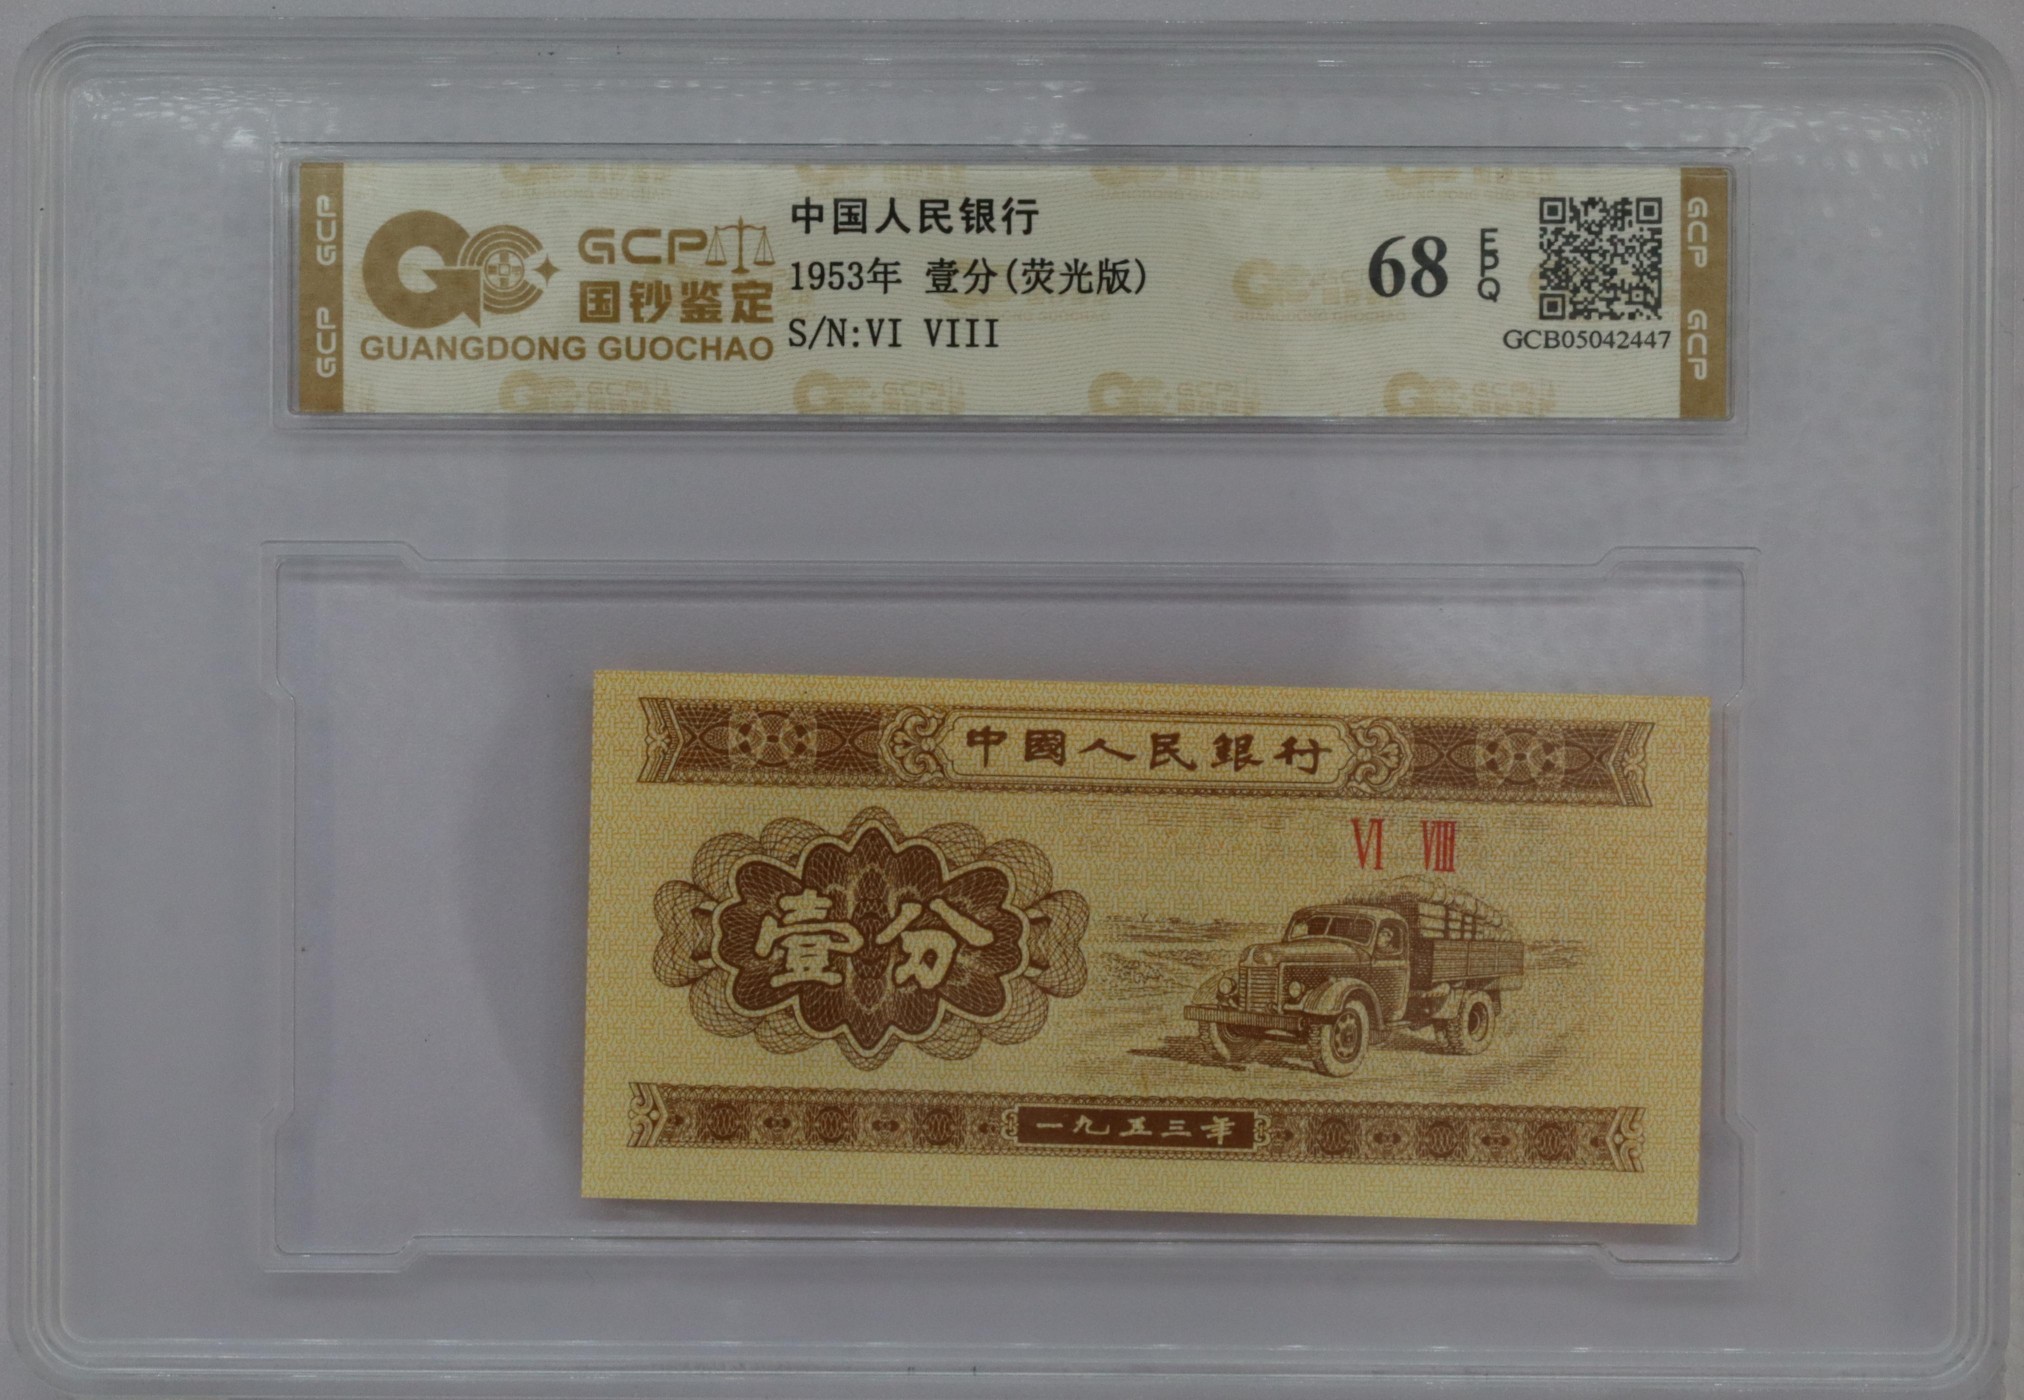 GCP GCP
GCP
国钞鉴定
GUANGDONG GUOCHAO
中国人民银行
1953年 壹分(荧光版)
S/N:VI VIII
68 EPQ
GCB05042447
GCP GCP
中國人民銀行
VI VIII
壹分
一九五三年